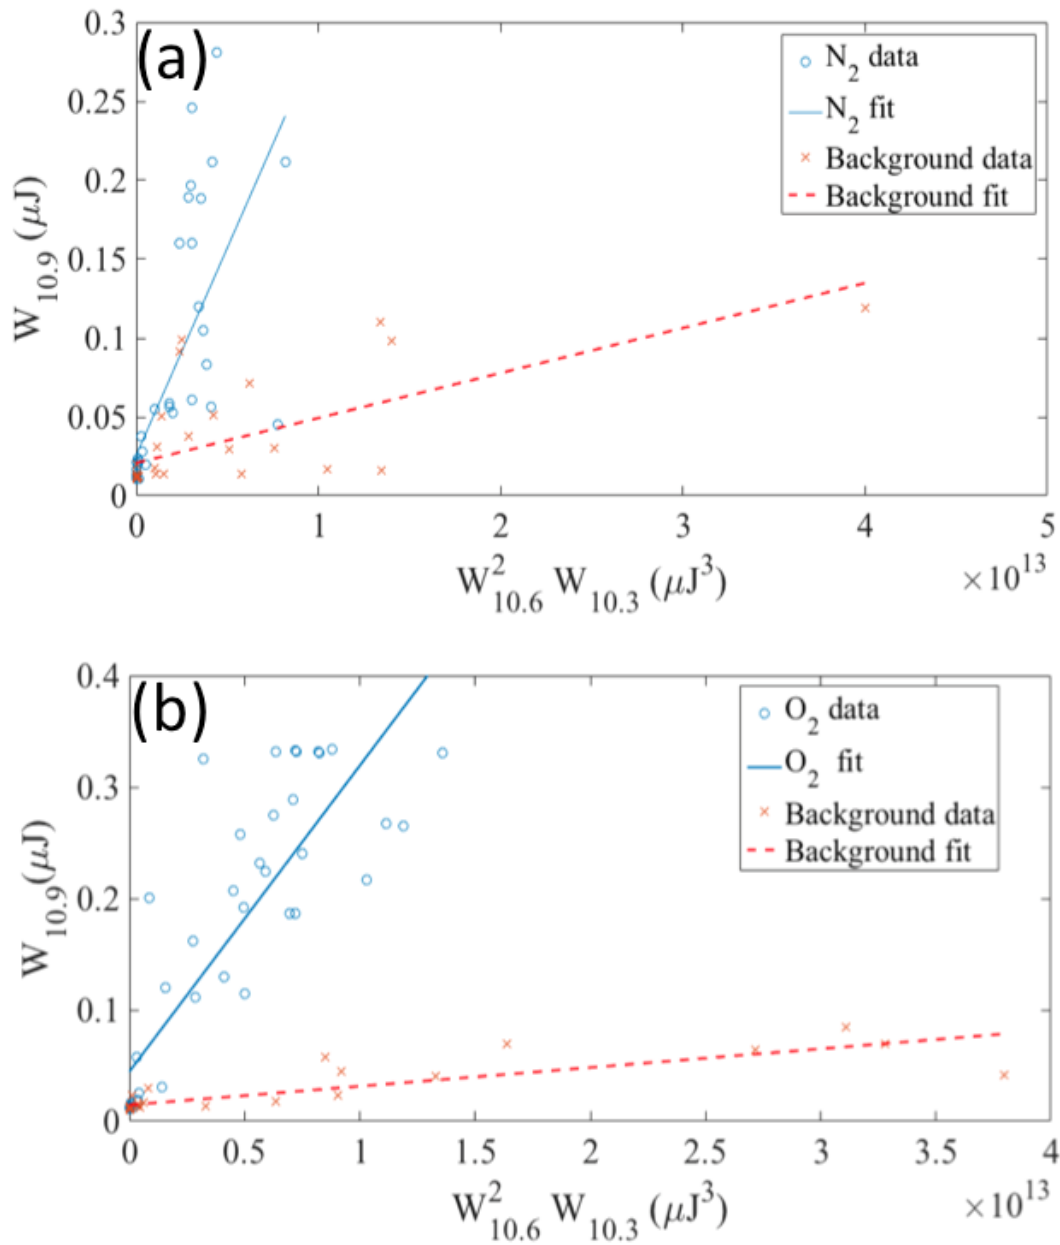 (a)
0.3
0.25
0.2
0.15
0.1
0.05
0
W10.9 (μJ)
N2 data
N2 fit
Background data
Background fit
0 1 2 3 4 5
W²10.6 W10.3 (μJ³)
×10¹³
(b)
0.4
0.3
0.2
0.1
0
W10.9(μJ)
O2 data
O2 fit
Background data
Background fit
0 0.5 1 1.5 2 2.5 3 3.5 4
W²10.6 W10.3 (μJ³)
×10¹³